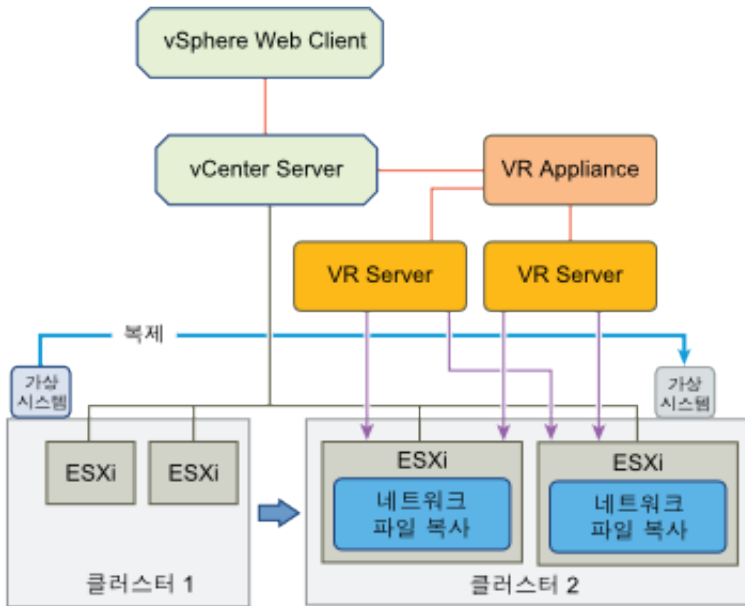 vSphere Web Client
vCenter Server
VR Appliance
VR Server
VR Server
복제
가상
시스템
가상
시스템
ESXi
ESXi
ESXi
네트워크
파일 복사
ESXi
네트워크
파일 복사
클러스터 1
클러스터 2